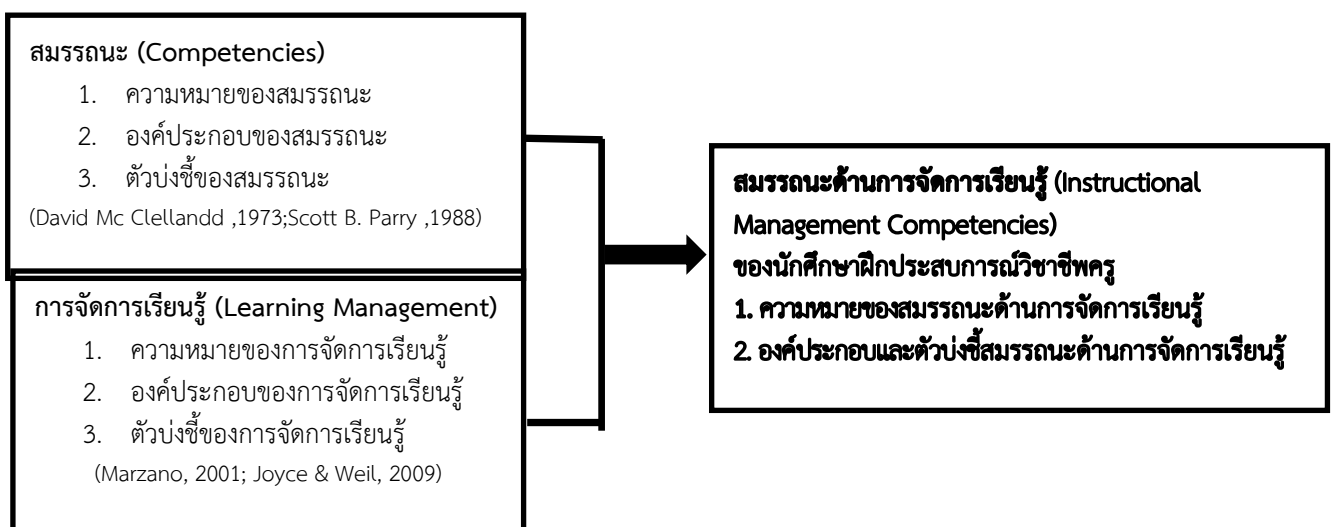 สมรรถนะ (Competencies)
1. ความหมายของสมรรถนะ
2. องค์ประกอบของสมรรถนะ
3. ตัวบ่งชี้ของสมรรถนะ
(David Mc Clellandd ,1973;Scott B. Parry ,1988)
การจัดการเรียนรู้ (Learning Management)
1. ความหมายของการจัดการเรียนรู้
2. องค์ประกอบของการจัดการเรียนรู้
3. ตัวบ่งชี้ของการจัดการเรียนรู้
(Marzano, 2001; Joyce & Weil, 2009)
สมรรถนะด้านการจัดการเรียนรู้ (Instructional
Management Competencies)
ของนักศึกษาฝึกประสบการณ์วิชาชีพครู
1. ความหมายของสมรรถนะด้านการจัดการเรียนรู้
2. องค์ประกอบและตัวบ่งชี้สมรรถนะด้านการจัดการเรียนรู้